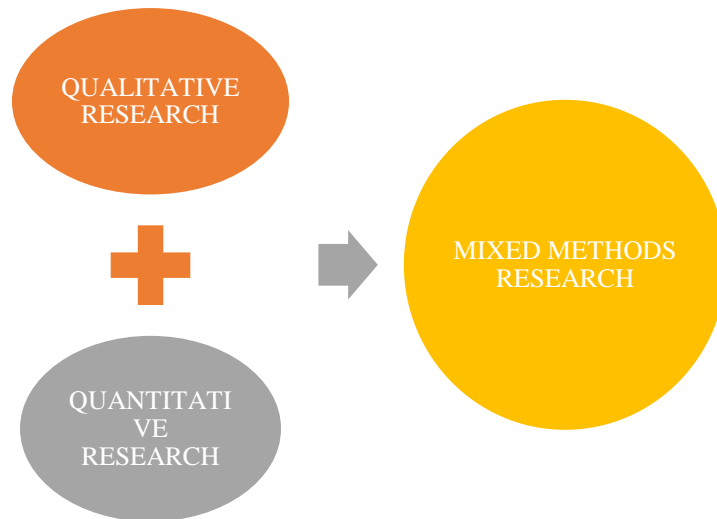 QUALITATIVE
RESEARCH
QUANTITATI
VE
RESEARCH
MIXED METHODS
RESEARCH